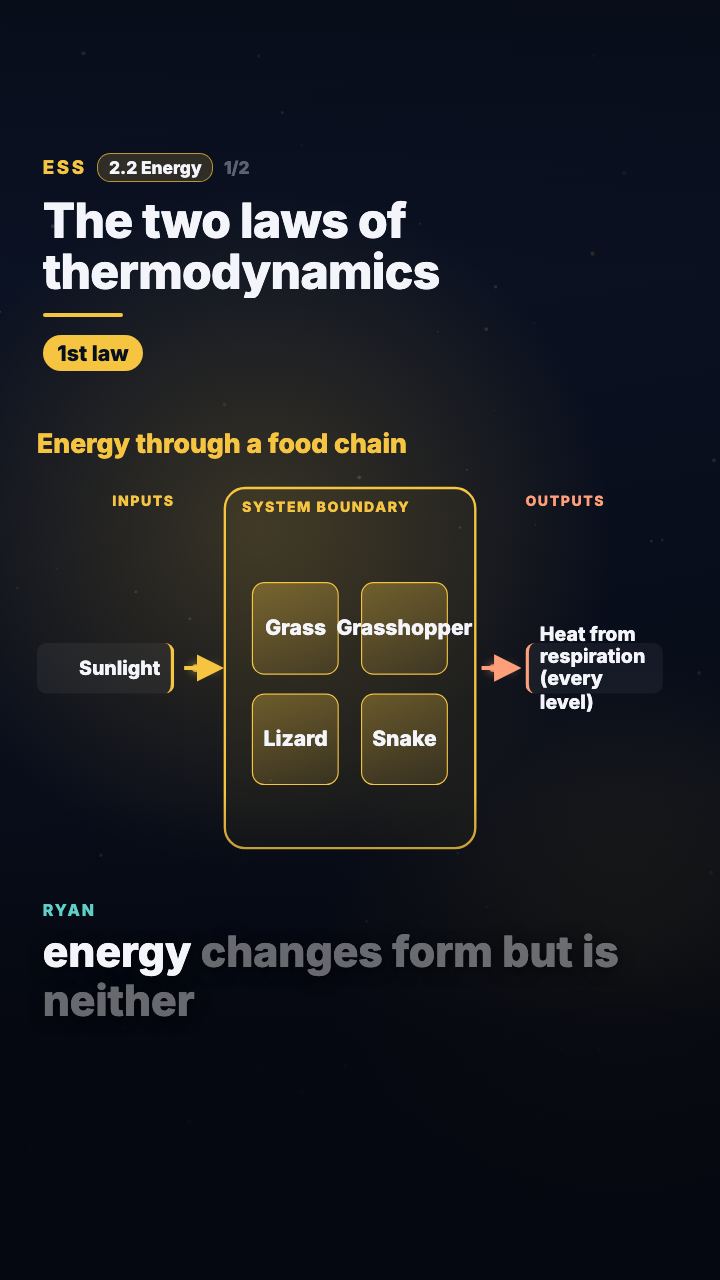 ESS 2.2 Energy 1/2
The two laws of
thermodynamics
1st law
Energy through a food chain
INPUTS
SYSTEM BOUNDARY
OUTPUTS
Sunlight
Grass
Grasshopper
Lizard
Snake
Heat from
respiration
(every
level)
RYAN
energy changes form but is
neither